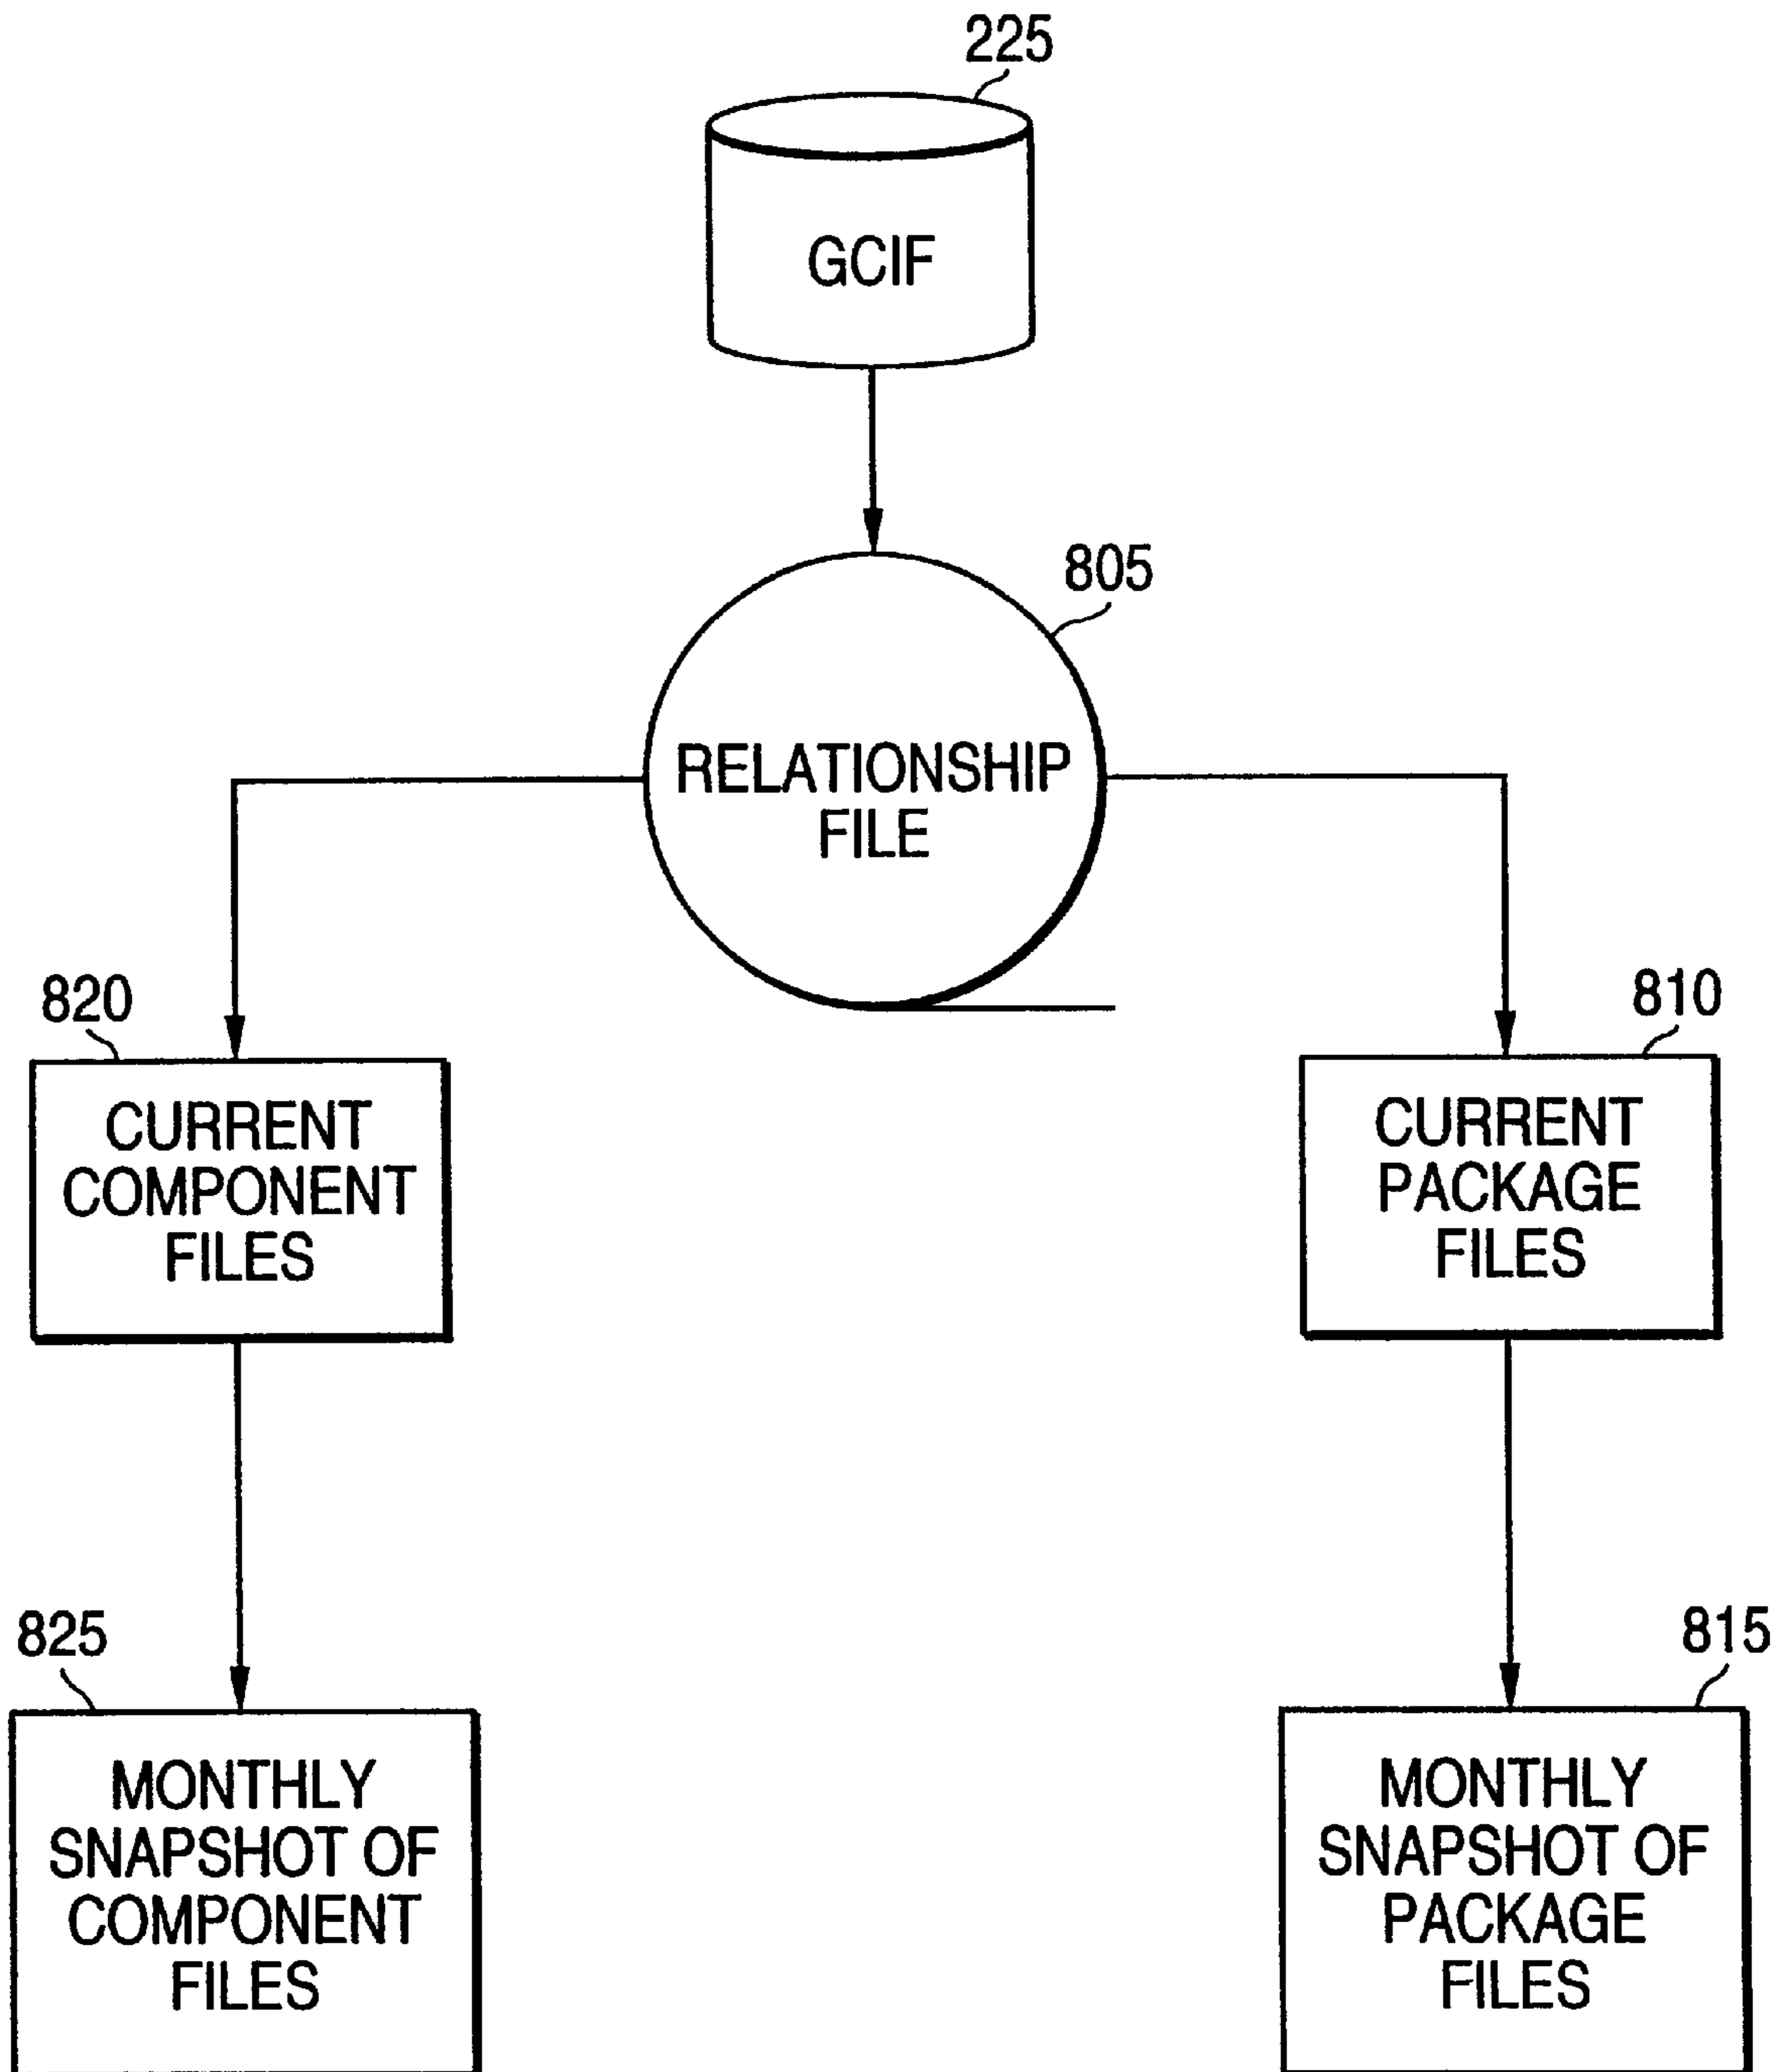 225
GCIF
805
RELATIONSHIP
FILE
820
CURRENT
COMPONENT
FILES
810
CURRENT
PACKAGE
FILES
825
MONTHLY
SNAPSHOT OF
COMPONENT
FILES
815
MONTHLY
SNAPSHOT OF
PACKAGE
FILES